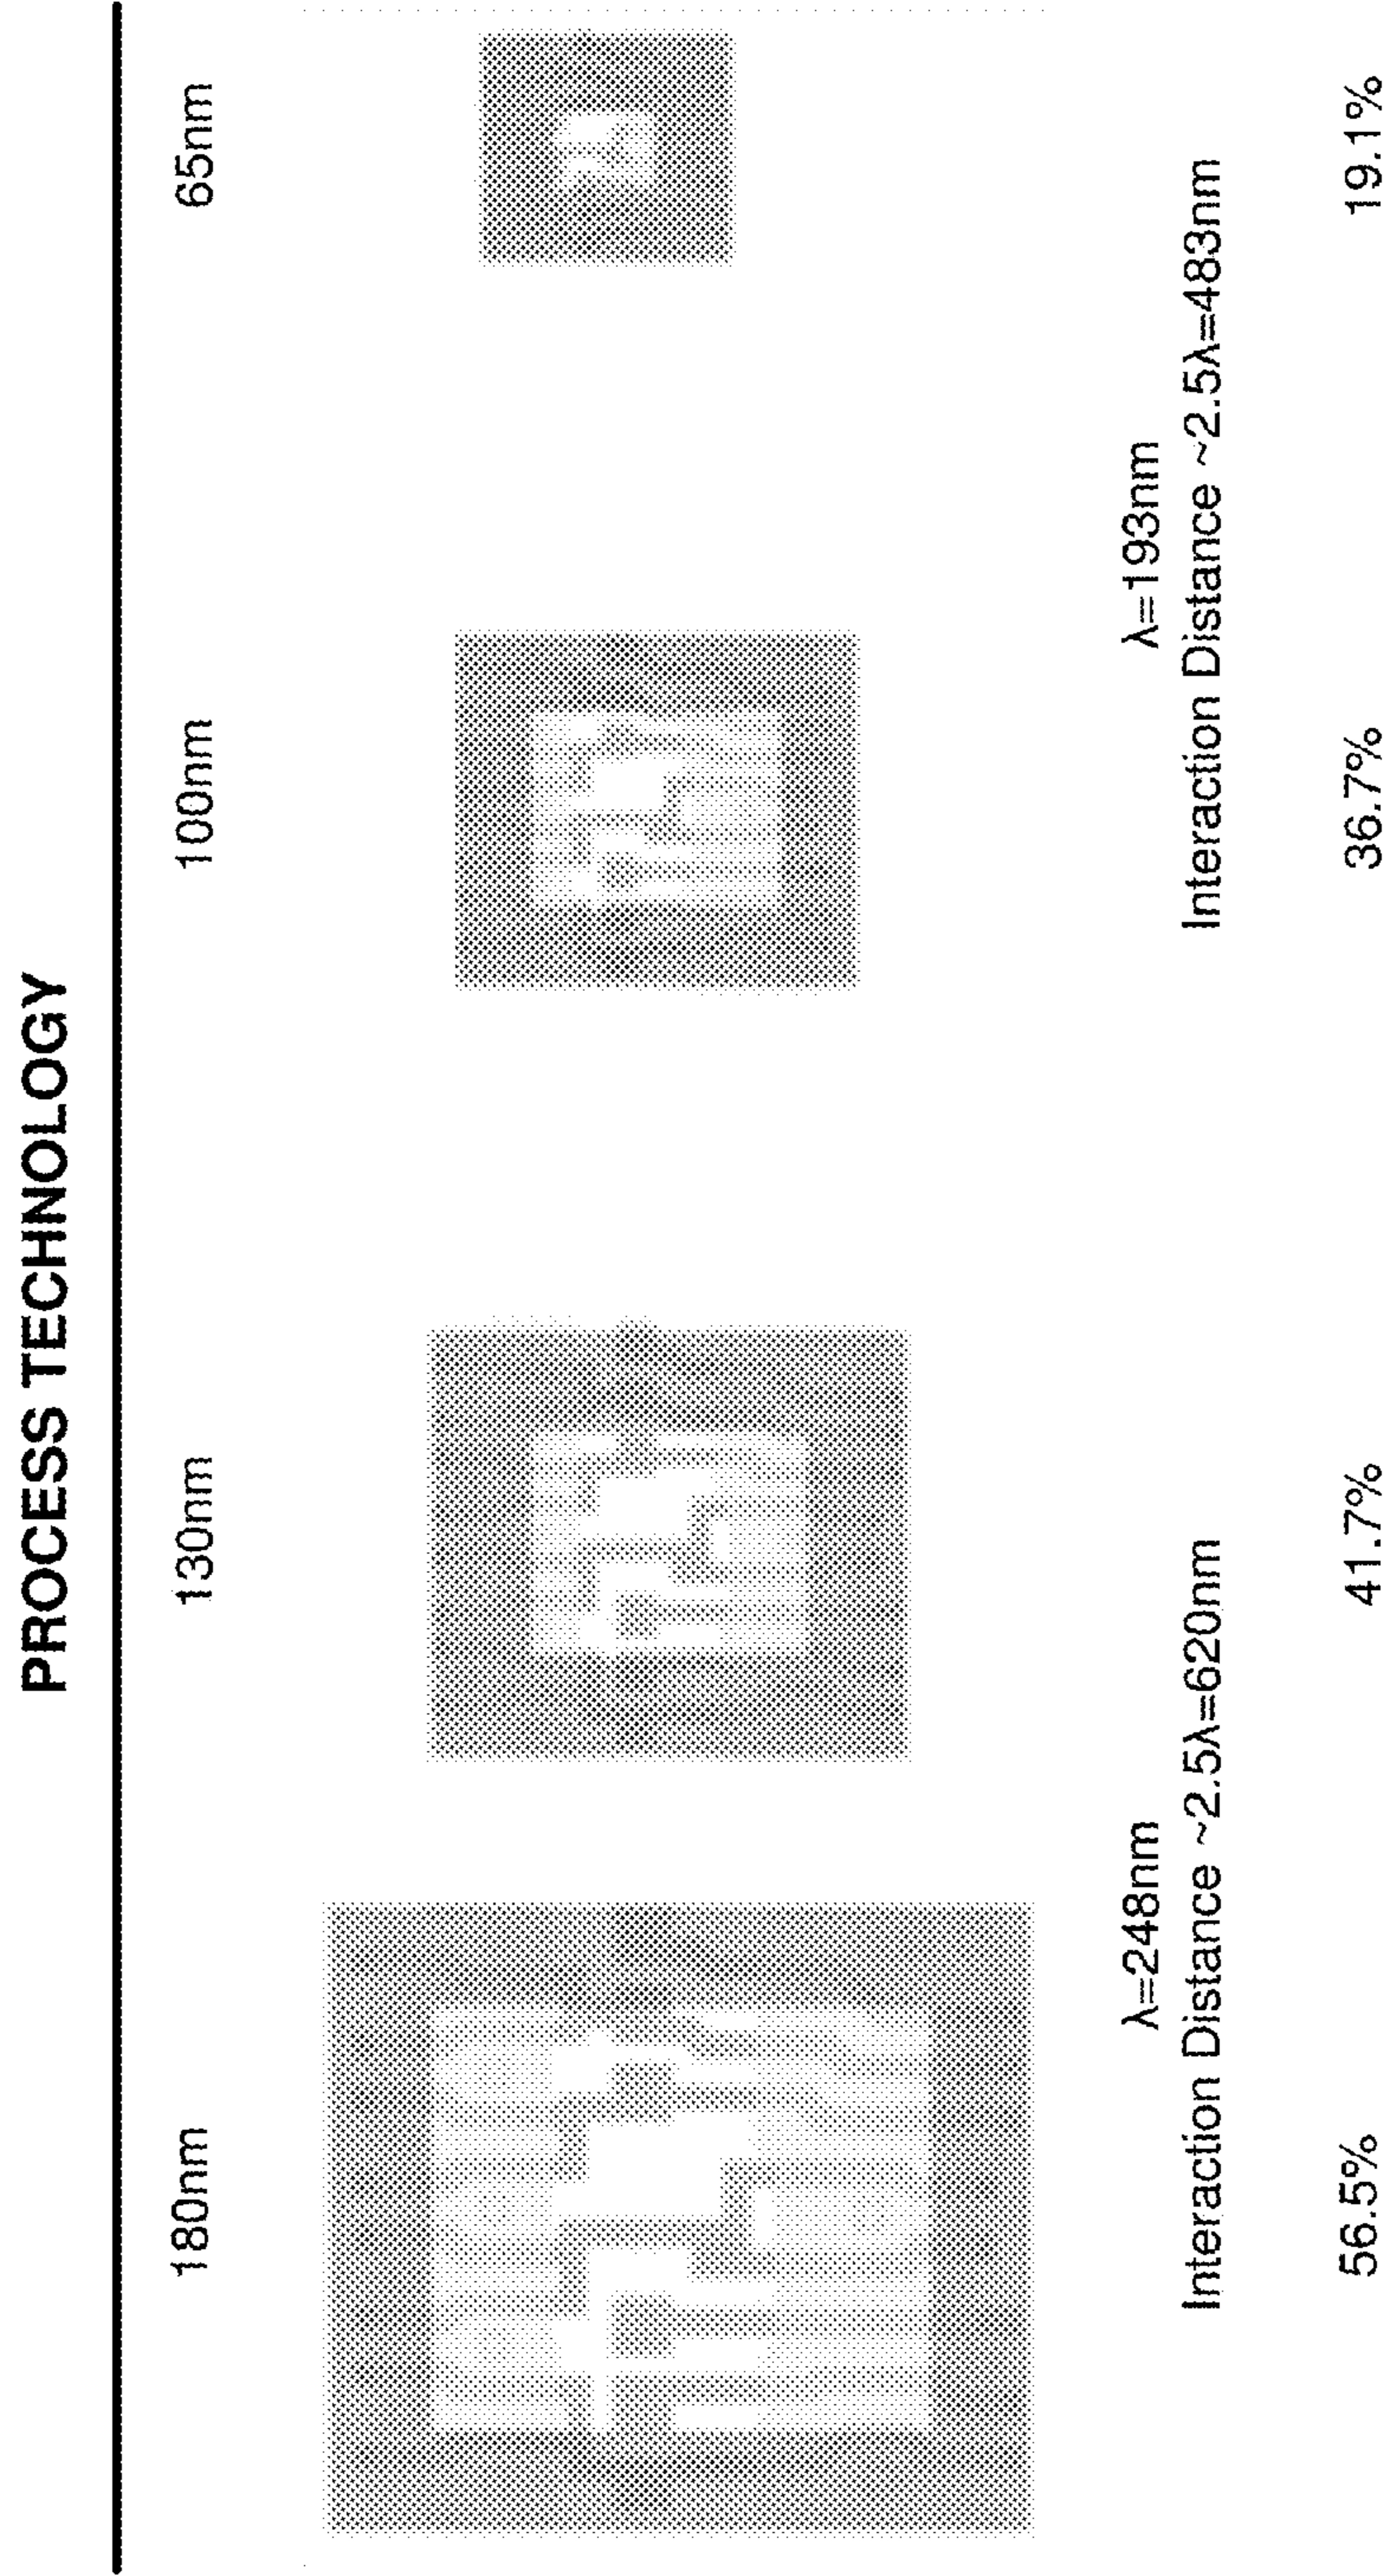 PROCESS TECHNOLOGY
180nm 130nm 100nm 65nm
λ=248nm
Interaction Distance ~2.5λ=620nm
λ=193nm
Interaction Distance ~2.5λ=483nm
56.5% 41.7% 36.7% 19.1%